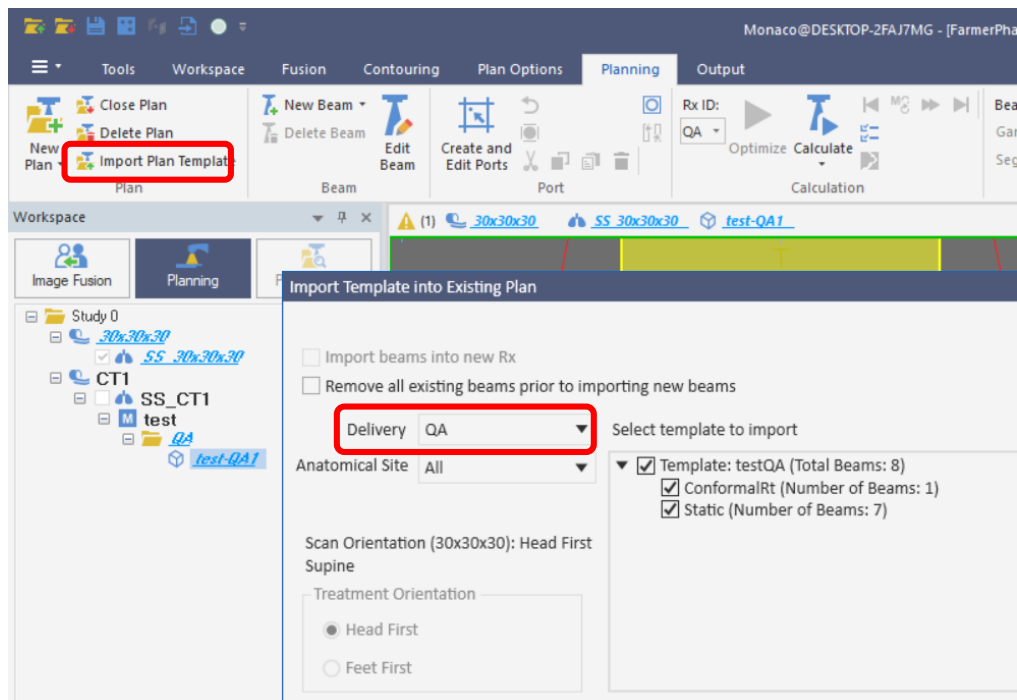 Monaco@DESKTOP-2FAJ7MG - [FarmerPha
Tools Workspace Fusion Contouring Plan Options Planning Output
New Plan
Close Plan
Delete Plan
Import Plan Template
Plan
New Beam
Delete Beam
Edit Beam
Beam
Create and Edit Ports
Port
Rx ID:
QA
Optimize
Calculate
Calculation
Bea
Gar
Seg
Workspace
(1) 30x30x30 SS_30x30x30 test-QA1
Image Fusion
Planning
Study 0
30x30x30
SS_30x30x30
CT1
SS_CT1
M test
QA
test-QA1
Import Template into Existing Plan
Import beams into new Rx
Remove all existing beams prior to importing new beams
Delivery QA
Anatomical Site All
Scan Orientation (30x30x30): Head First
Supine
Treatment Orientation
Head First
Feet First
Select template to import
Template: testQA (Total Beams: 8)
ConformalRt (Number of Beams: 1)
Static (Number of Beams: 7)